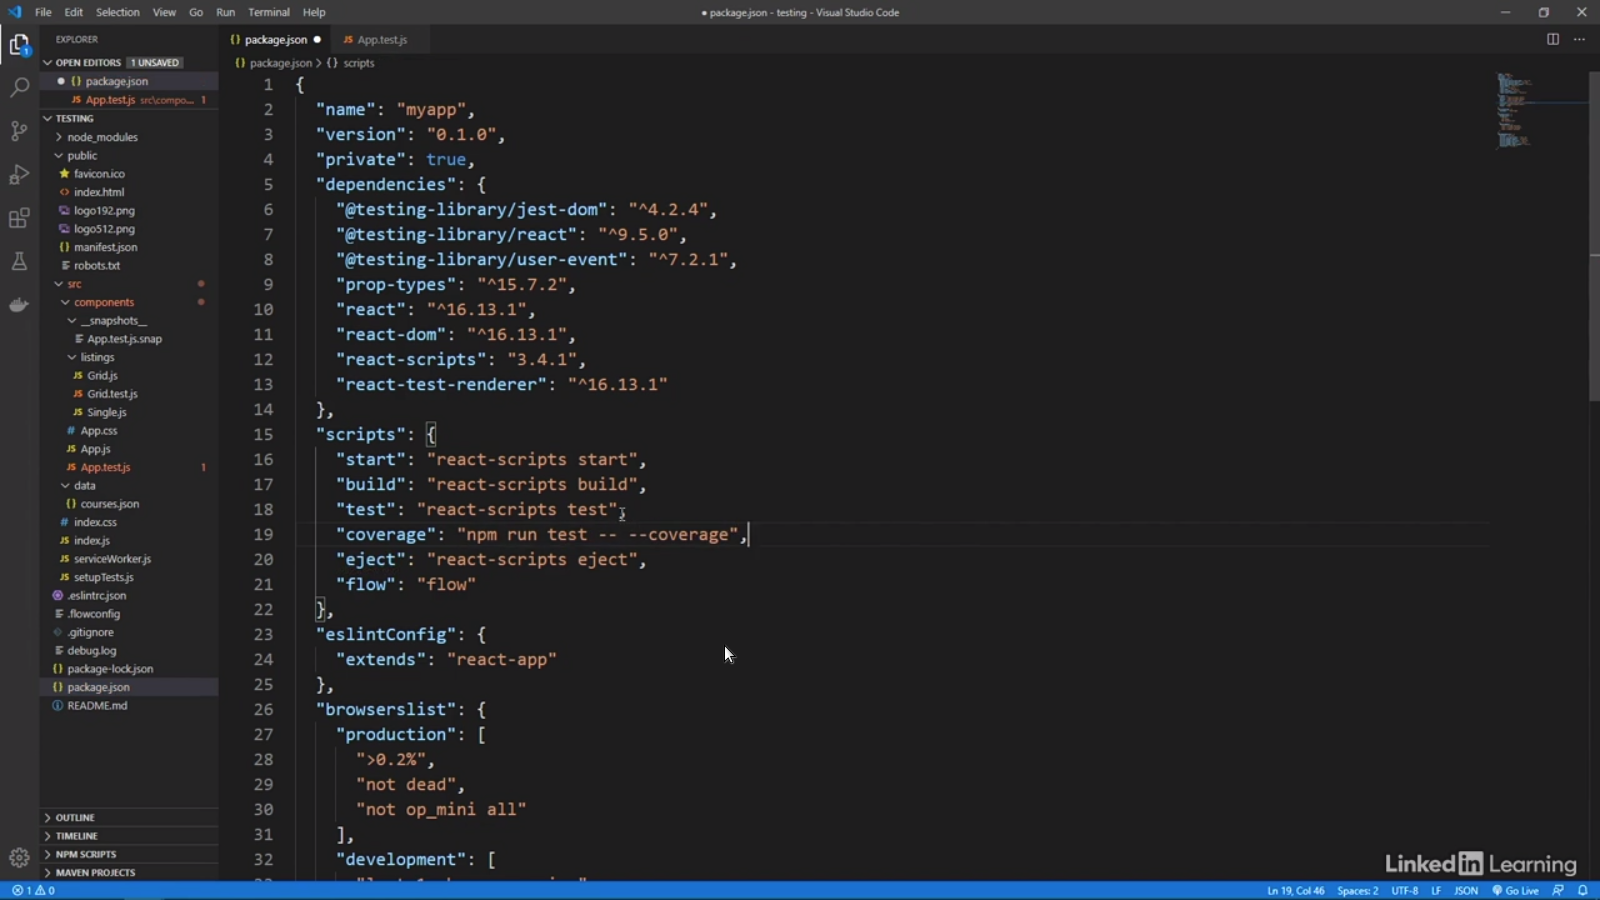 File Edit Selection View Go Run Terminal Help
● package.json - testing - Visual Studio Code
EXPLORER
OPEN EDITORS 1 UNSAVED
{} package.json
JS App.test.js src\compo... 1
TESTING
node_modules
public
favicon.ico
index.html
logo192.png
logo512.png
{} manifest.json
robots.txt
src
components
__snapshots__
App.test.js.snap
listings
JS Grid.js
JS Grid.test.js
JS Single.js
# App.css
JS App.js
JS App.test.js 1
data
{} courses.json
# index.css
JS index.js
JS serviceWorker.js
JS setupTests.js
.eslintrc.json
.flowconfig
.gitignore
debug.log
{} package-lock.json
{} package.json
README.md
OUTLINE
TIMELINE
NPM SCRIPTS
MAVEN PROJECTS
{} package.json ● JS App.test.js
{} package.json > {} scripts
1 {
2 "name": "myapp",
3 "version": "0.1.0",
4 "private": true,
5 "dependencies": {
6 "@testing-library/jest-dom": "^4.2.4",
7 "@testing-library/react": "^9.5.0",
8 "@testing-library/user-event": "^7.2.1",
9 "prop-types": "^15.7.2",
10 "react": "^16.13.1",
11 "react-dom": "^16.13.1",
12 "react-scripts": "3.4.1",
13 "react-test-renderer": "^16.13.1"
14 },
15 "scripts": {
16 "start": "react-scripts start",
17 "build": "react-scripts build",
18 "test": "react-scripts test",
19 "coverage": "npm run test -- --coverage",
20 "eject": "react-scripts eject",
21 "flow": "flow"
22 },
23 "eslintConfig": {
24 "extends": "react-app"
25 },
26 "browserslist": {
27 "production": [
28 ">0.2%",
29 "not dead",
30 "not op_mini all"
31 ],
32 "development": [
LinkedIn Learning
1 0
Ln 19, Col 46 Spaces: 2 UTF-8 LF JSON Go Live